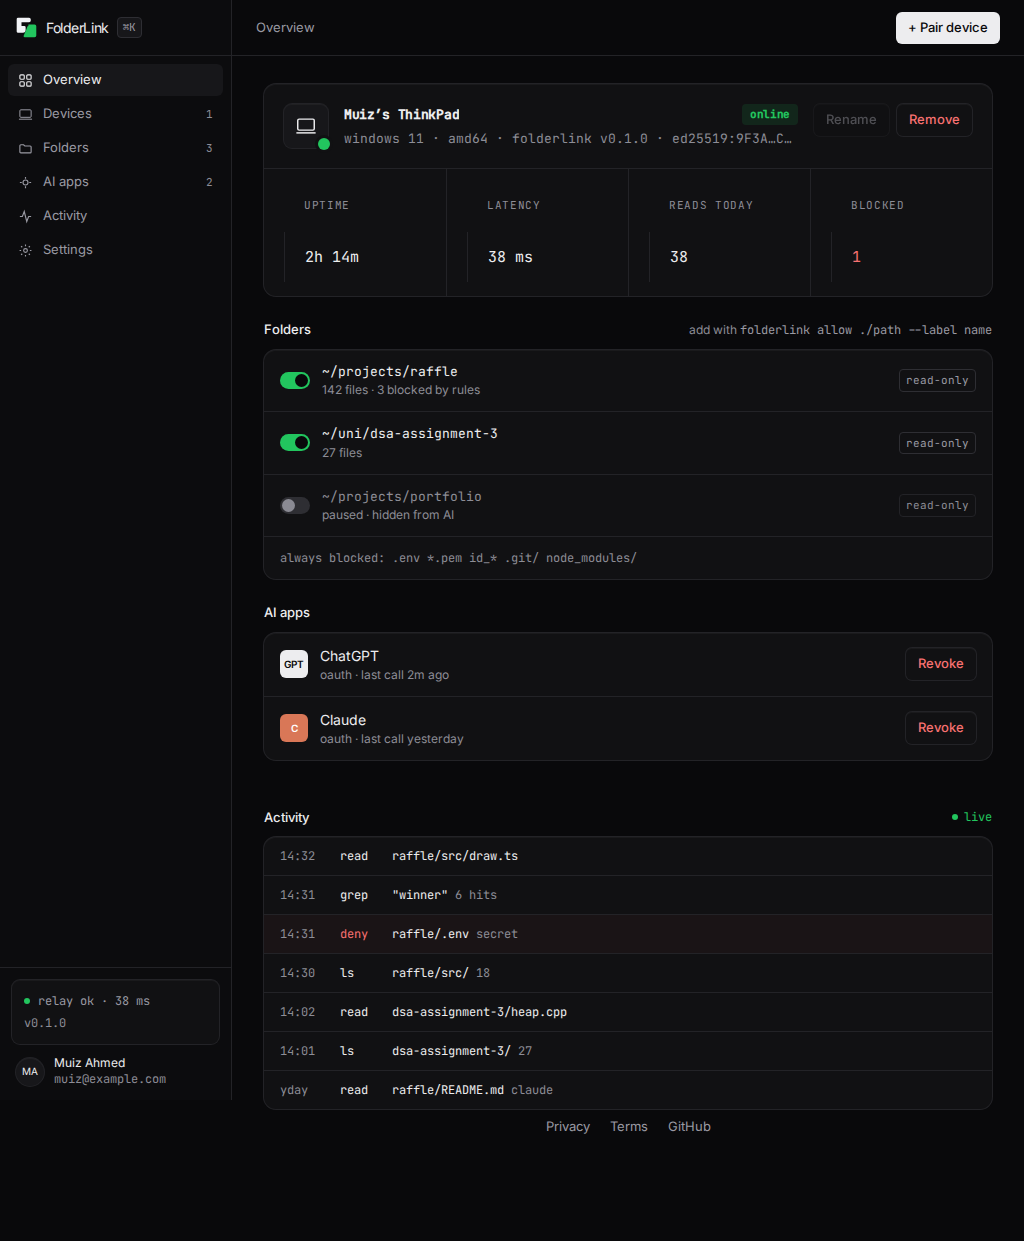 FolderLink ⌘K
Overview
+ Pair device
Overview
Devices 1
Folders 3
AI apps 2
Activity
Settings
relay ok · 38 ms
v0.1.0
MA
Muiz Ahmed
muiz@example.com
Muiz’s ThinkPad
online
Rename
Remove
windows 11 · amd64 · folderlink v0.1.0 · ed25519:9F3A…C…
UPTIME
2h 14m
LATENCY
38 ms
READS TODAY
38
BLOCKED
1
Folders
add with folderlink allow ./path --label name
~/projects/raffle
142 files · 3 blocked by rules
read-only
~/uni/dsa-assignment-3
27 files
read-only
~/projects/portfolio
paused · hidden from AI
read-only
always blocked: .env *.pem id_* .git/ node_modules/
AI apps
GPT
ChatGPT
oauth · last call 2m ago
Revoke
C
Claude
oauth · last call yesterday
Revoke
Activity
live
14:32 read raffle/src/draw.ts
14:31 grep "winner" 6 hits
14:31 deny raffle/.env secret
14:30 ls raffle/src/ 18
14:02 read dsa-assignment-3/heap.cpp
14:01 ls dsa-assignment-3/ 27
yday read raffle/README.md claude
Privacy Terms GitHub